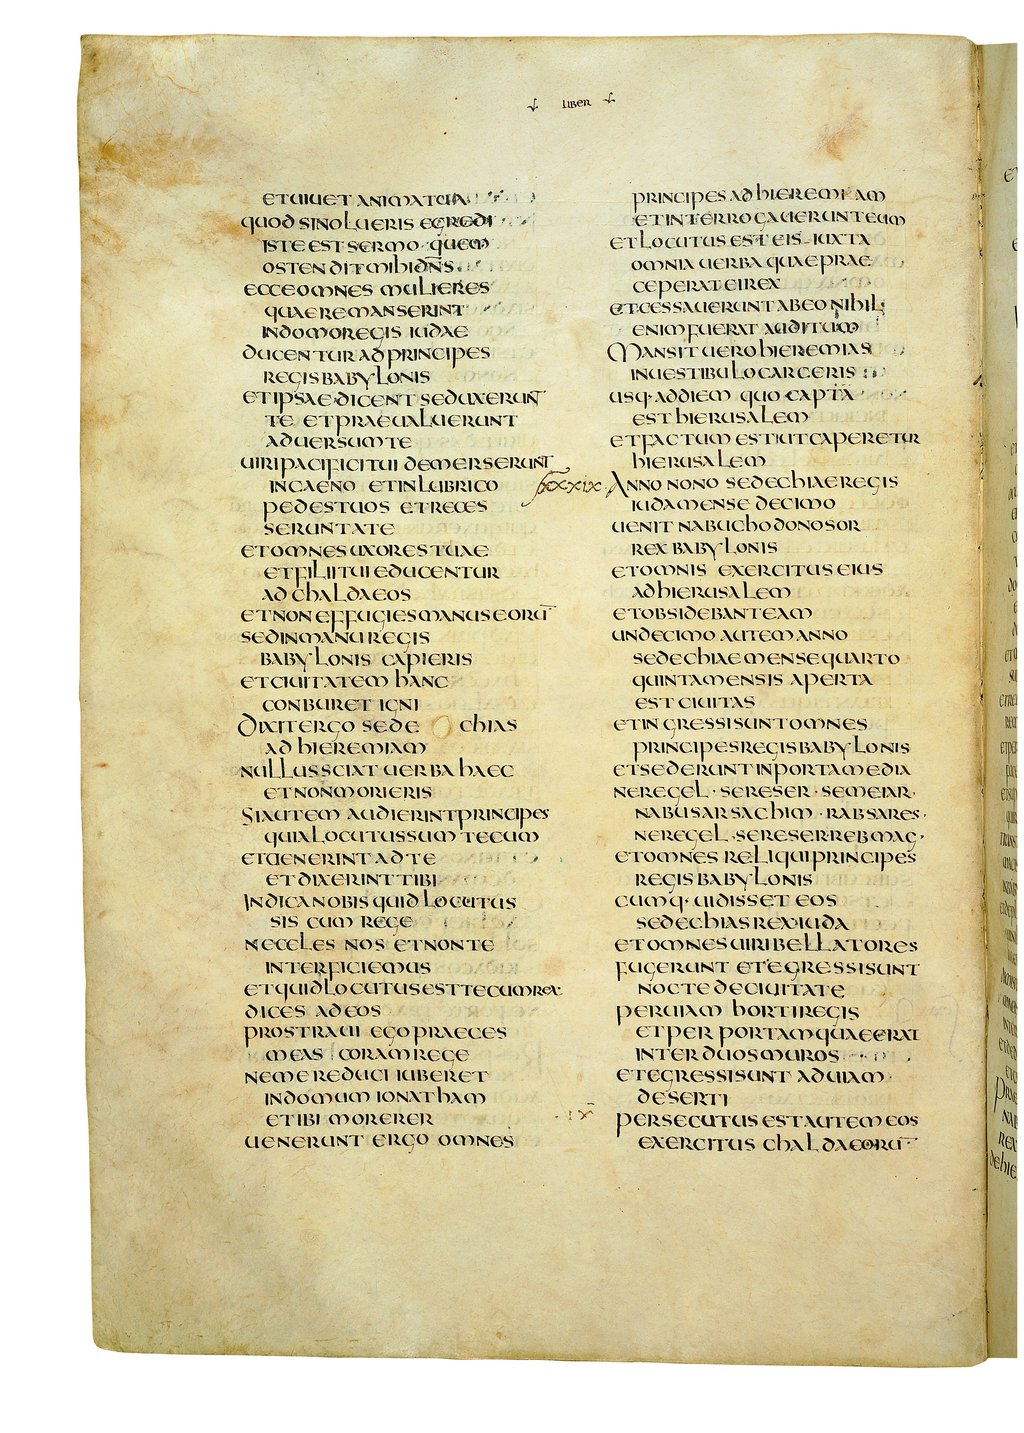 LIBER
ET UIUET ANIMA TUA
QUOD SI NOLUERIS EGREDI
ISTE EST SERMO QUEM
OSTENDIT MIHI DN̅S
ECCE OMNES MULIERES
QUAE REMANSERINT
IN DOMO REGIS IUDAE
DUCENTUR AD PRINCIPES
REGIS BABYLONIS
ET IPSAE DICENT SEDUXERUN̅T
TE ET PRAEUALUERUNT
ADUERSUM TE
UIRI PACIFICI TUI DEMERSERUNT
IN CAENO ET IN LUBRICO
PEDES TUOS ET RECES
SERUNT A TE
ET OMNES UXORES TUAE
ET FILII TUI EDUCENTUR
AD CHALDAEOS
ET NON EFFUGIES MANUS EORU̅
SED IN MANU REGIS
BABYLONIS CAPIERIS
ET CIUITATEM HANC
CONBURET IGNI
DIXIT ERGO SEDECHIAS
AD HIEREMIAM
NULLUS SCIAT UERBA HAEC
ET NON MORIERIS
SI AUTEM AUDIERINT PRINCIPES
QUIA LOCUTUS SUM TECUM
ET UENERINT AD TE
ET DIXERINT TIBI
INDICA NOBIS QUID LOCUTUS
SIS CUM REGE
NE CELES NOS ET NON TE
INTERFICIEMUS
ET QUID LOCUTUS EST TECUM REX
DICES AD EOS
PROSTRAUI EGO PRAECES
MEAS CORAM REGE
NE ME REDUCI IUBERET
IN DOMUM IONATHAM
ET IBI MORERER
UENERUNT ERGO OMNES
PRINCIPES AD HIEREMIAM
ET INTERROGAUERUNT EUM
ET LOCUTUS EST EIS IUXTA
OMNIA UERBA QUAE PRAE
CEPERAT EI REX
ET CESSAUERUNT AB EO NIHIL
ENIM FUERAT AUDITUM
MANSIT UERO HIEREMIAS
IN UESTIBULO CARCERIS
USQ· AD DIEM QUO CAPTA
EST HIERUSALEM
ET FACTUM EST UT CAPERETUR
HIERUSALEM
XXXIX· ANNO NONO SEDECHIAE REGIS
IUDA MENSE DECIMO
UENIT NABUCHODONOSOR
REX BABYLONIS
ET OMNIS EXERCITUS EIUS
AD HIERUSALEM
ET OBSIDEBANT EAM
UNDECIMO AUTEM ANNO
SEDECHIAE MENSE QUARTO
QUINTA MENSIS APERTA
EST CIUITAS
ET INGRESSI SUNT OMNES
PRINCIPES REGIS BABYLONIS
ET SEDERUNT IN PORTA MEDIA
NEREGEL · SERESER · SEMEIAR·
NABUSARSACHIM · RABSARES·
NEREGEL · SERESER REBMAG·
ET OMNES RELIQUI PRINCIPES
REGIS BABYLONIS
CUMQ· UIDISSET EOS
SEDECHIAS REX IUDA
ET OMNES UIRI BELLATORES
FUGERUNT ET EGRESSI SUNT
NOCTE DE CIUITATE
PER UIAM HORTI REGIS
ET PER PORTAM QUAE ERAT
INTER DUOS MUROS
ET EGRESSI SUNT AD UIAM
DESERTI
IX PERSECUTUS EST AUTEM EOS
EXERCITUS CHALDAEORU̅